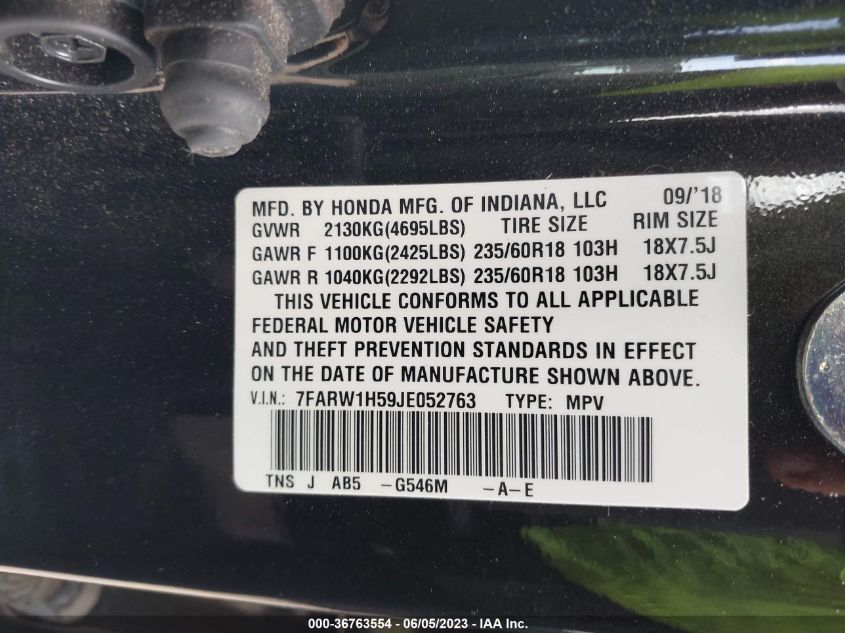 MFD. BY HONDA MFG. OF INDIANA, LLC 09/'18
GVWR 2130KG(4695LBS) TIRE SIZE RIM SIZE
GAWR F 1100KG(2425LBS) 235/60R18 103H 18X7.5J
GAWR R 1040KG(2292LBS) 235/60R18 103H 18X7.5J
THIS VEHICLE CONFORMS TO ALL APPLICABLE
FEDERAL MOTOR VEHICLE SAFETY
AND THEFT PREVENTION STANDARDS IN EFFECT
ON THE DATE OF MANUFACTURE SHOWN ABOVE.
V.I.N.: 7FARW1H59JE052763 TYPE: MPV
TNS J AB5 -G546M -A-E
000-36763554 - 06/05/2023 - © IAA Inc.